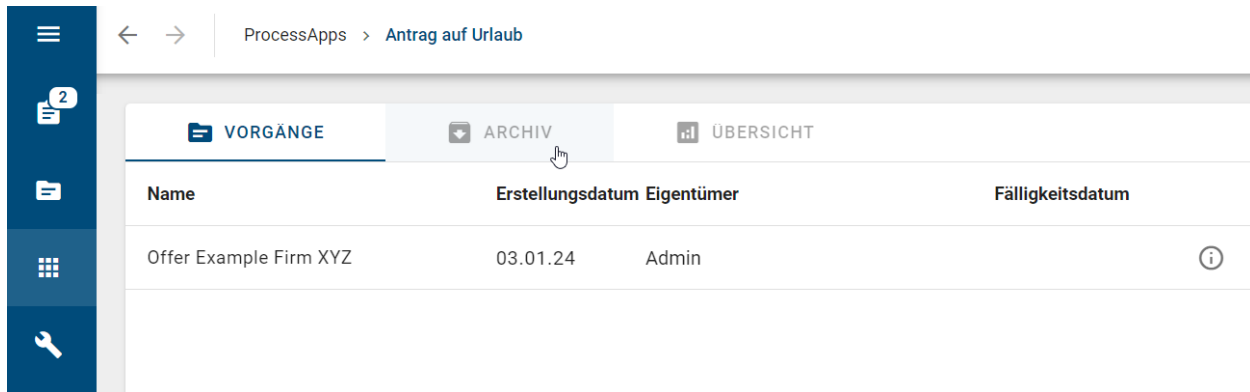 ProcessApps > Antrag auf Urlaub
2
VORGÄNGE ARCHIV ÜBERSICHT
Name Erstellungsdatum Eigentümer Fälligkeitsdatum
Offer Example Firm XYZ 03.01.24 Admin